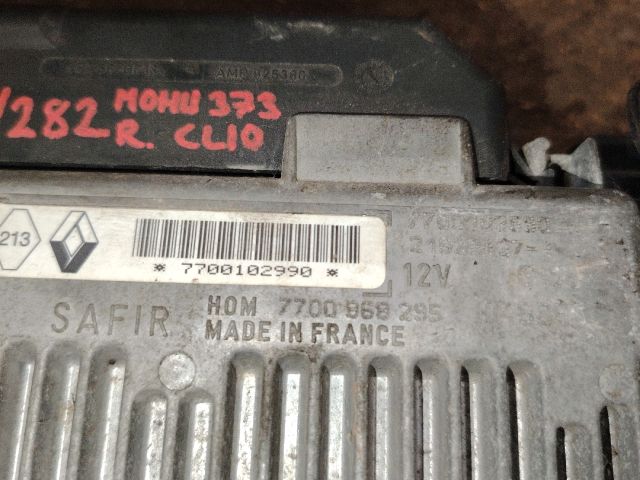 MOHU 373
/282 R. CLIO
213
* 7700102990 *
12V
SAFIR
HOM 7700 868 295
MADE IN FRANCE